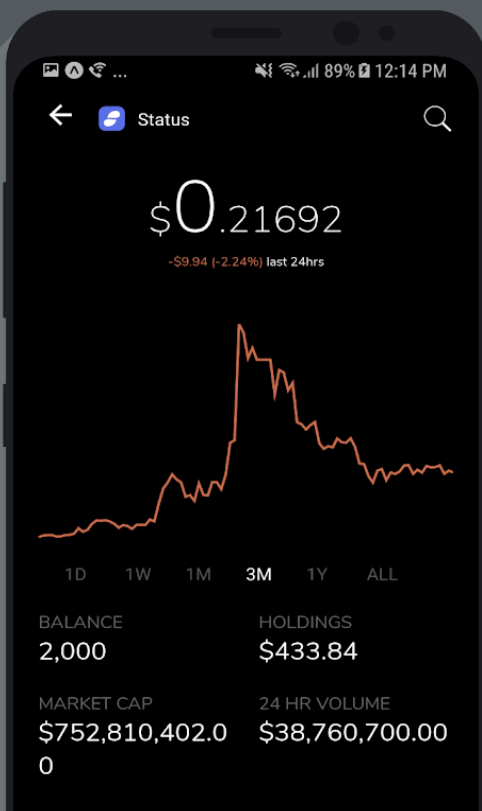 ... 89% 12:14 PM
Status
$0.21692
-$9.94 (-2.24%) last 24hrs
1D 1W 1M 3M 1Y ALL
BALANCE HOLDINGS
2,000 $433.84
MARKET CAP 24 HR VOLUME
$752,810,402.0 $38,760,700.00
0